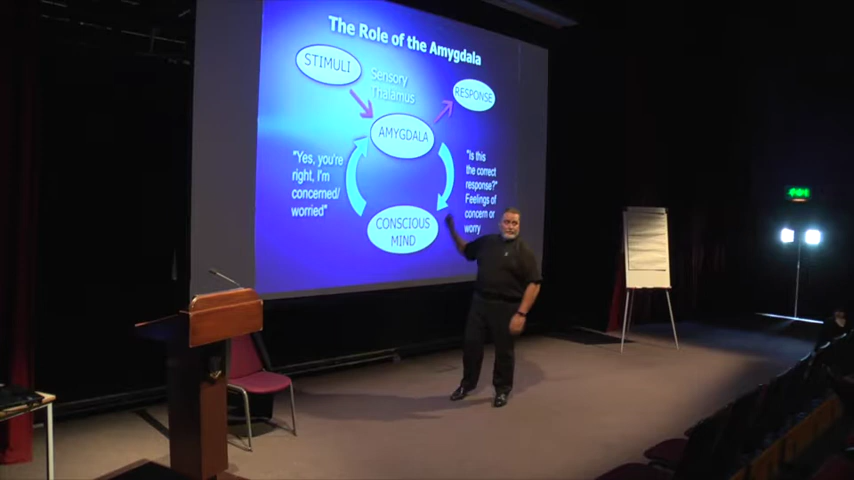 The Role of the Amygdala
STIMULI
Sensory
Thalamus
RESPONSE
AMYGDALA
"Yes, you're
right, I'm
concerned/
worried"
"Is this
the correct
response?"
Feelings of
concern or
worry
CONSCIOUS
MIND